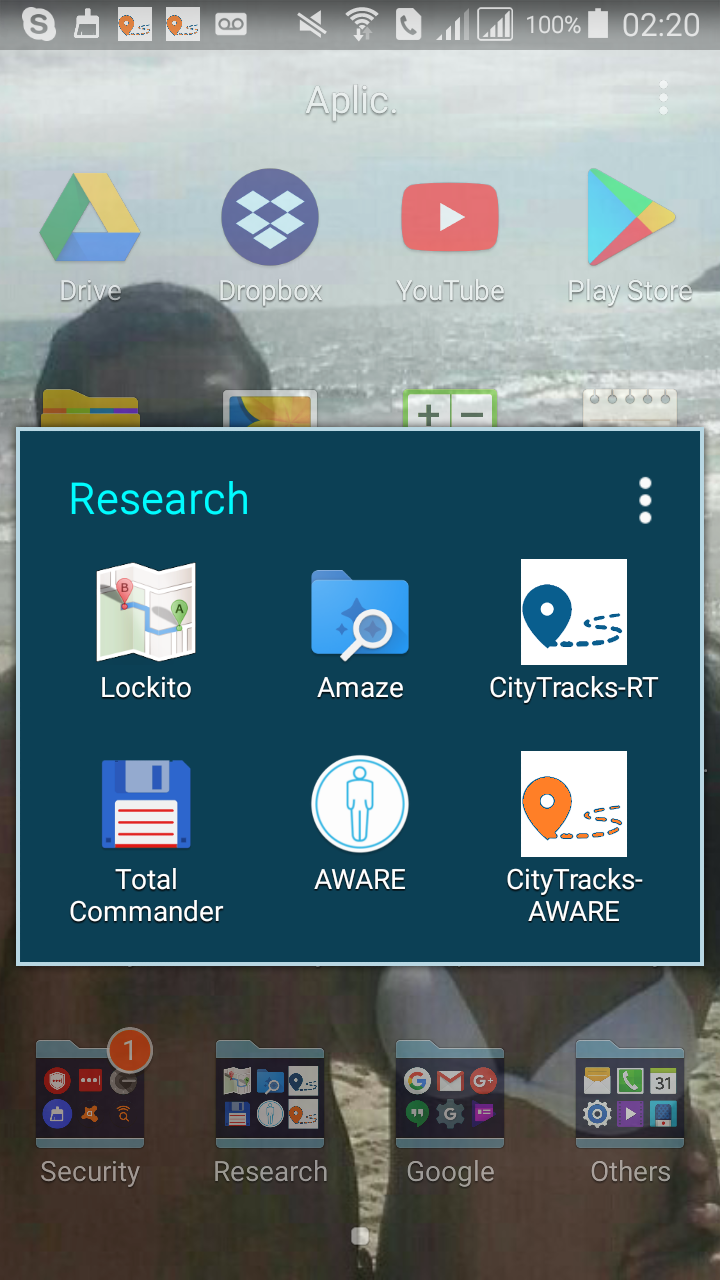 100% 02:20
Aplic.
Drive Dropbox YouTube Play Store
Research
B
A
Lockito Amaze CityTracks-RT
Total AWARE CityTracks-
Commander AWARE
1
G G+ 31
G
Security Research Google Others